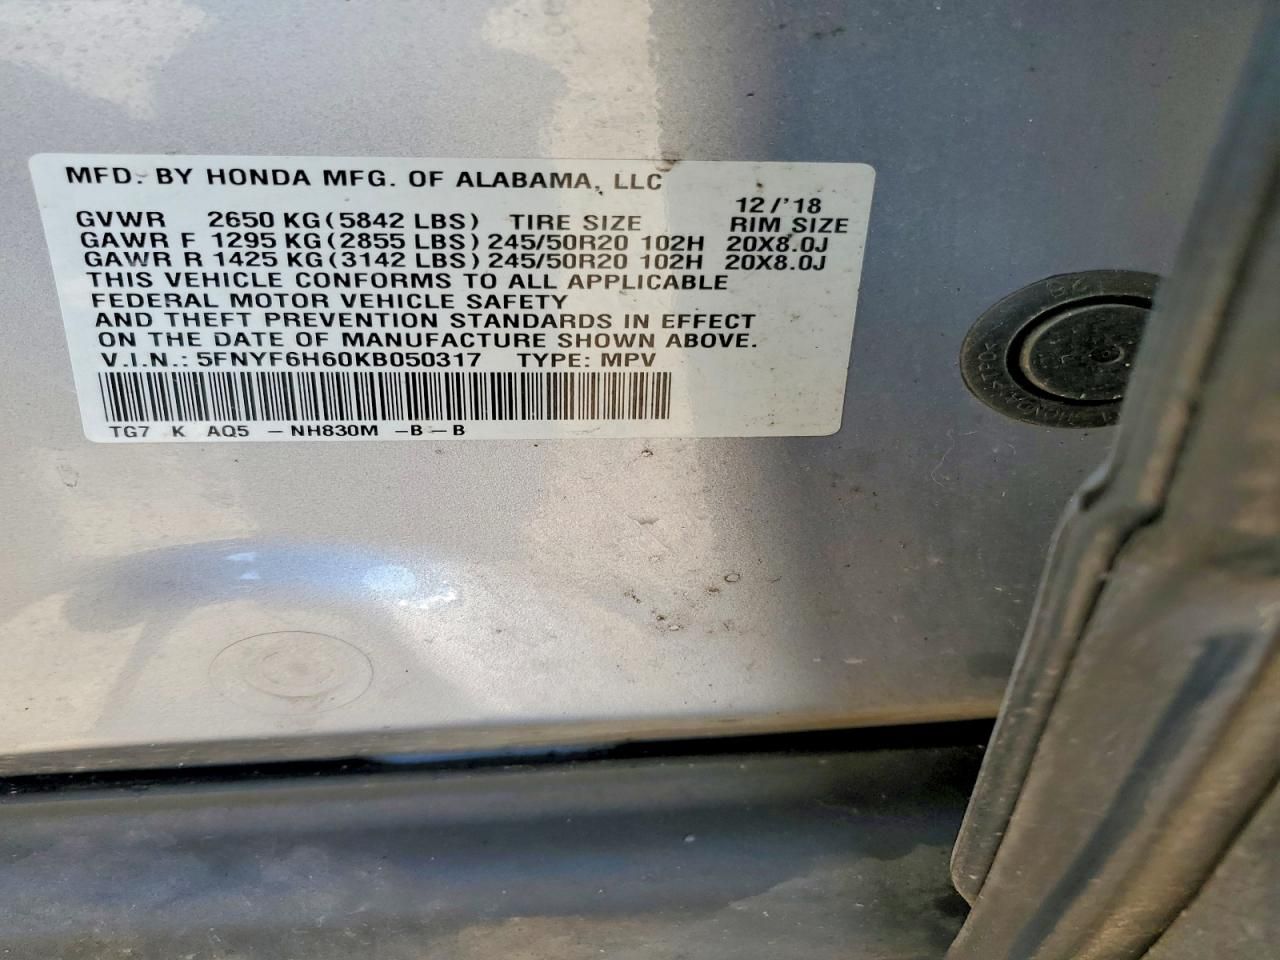 MFD. BY HONDA MFG. OF ALABAMA, LLC
12/'18
GVWR 2650 KG(5842 LBS) TIRE SIZE RIM SIZE
GAWR F 1295 KG(2855 LBS) 245/50R20 102H 20X8.0J
GAWR R 1425 KG(3142 LBS) 245/50R20 102H 20X8.0J
THIS VEHICLE CONFORMS TO ALL APPLICABLE
FEDERAL MOTOR VEHICLE SAFETY
AND THEFT PREVENTION STANDARDS IN EFFECT
ON THE DATE OF MANUFACTURE SHOWN ABOVE.
V.I.N.: 5FNYF6H60KB050317 TYPE: MPV
TG7 K AQ5 -NH830M -B-B